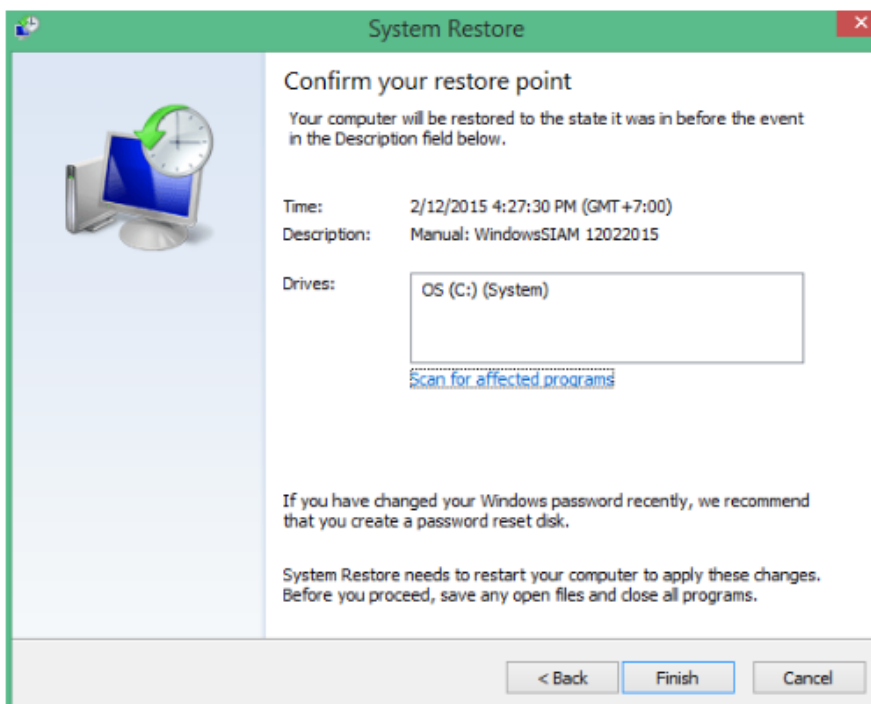 System Restore
Confirm your restore point
Your computer will be restored to the state it was in before the event
in the Description field below.
Time: 2/12/2015 4:27:30 PM (GMT+7:00)
Description: Manual: WindowsSIAM 12022015
Drives: OS (C:) (System)
Scan for affected programs
If you have changed your Windows password recently, we recommend
that you create a password reset disk.
System Restore needs to restart your computer to apply these changes.
Before you proceed, save any open files and close all programs.
< Back Finish Cancel